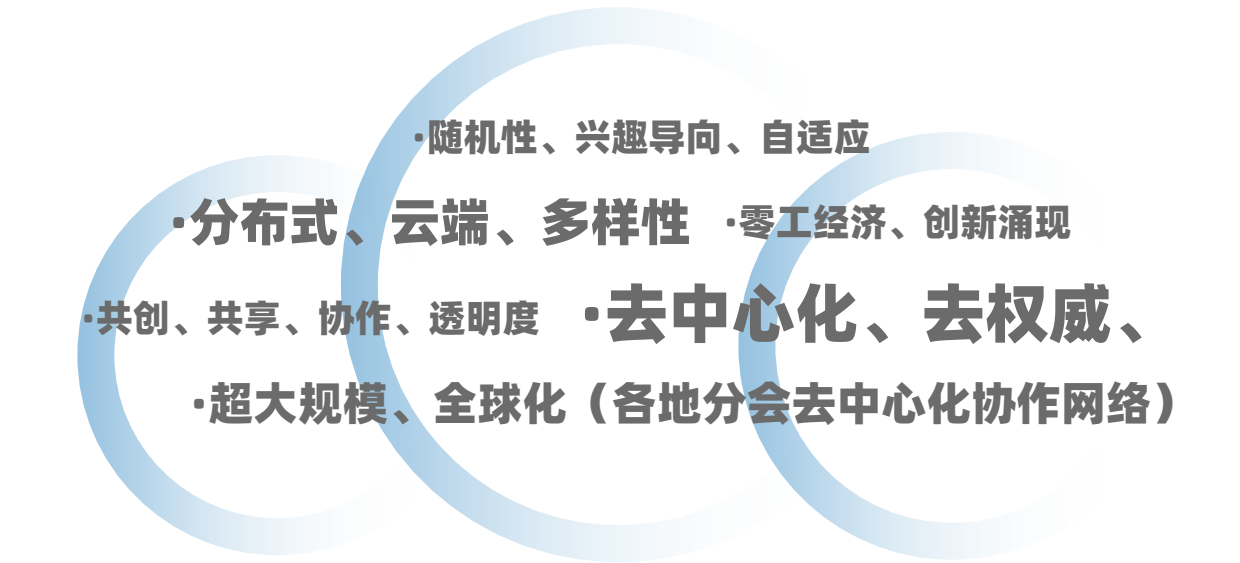 ·随机性、兴趣导向、自适应
·分布式、云端、多样性
·零工经济、创新涌现
·共创、共享、协作、透明度
·去中心化、去权威、
·超大规模、全球化（各地分会去中心化协作网络）